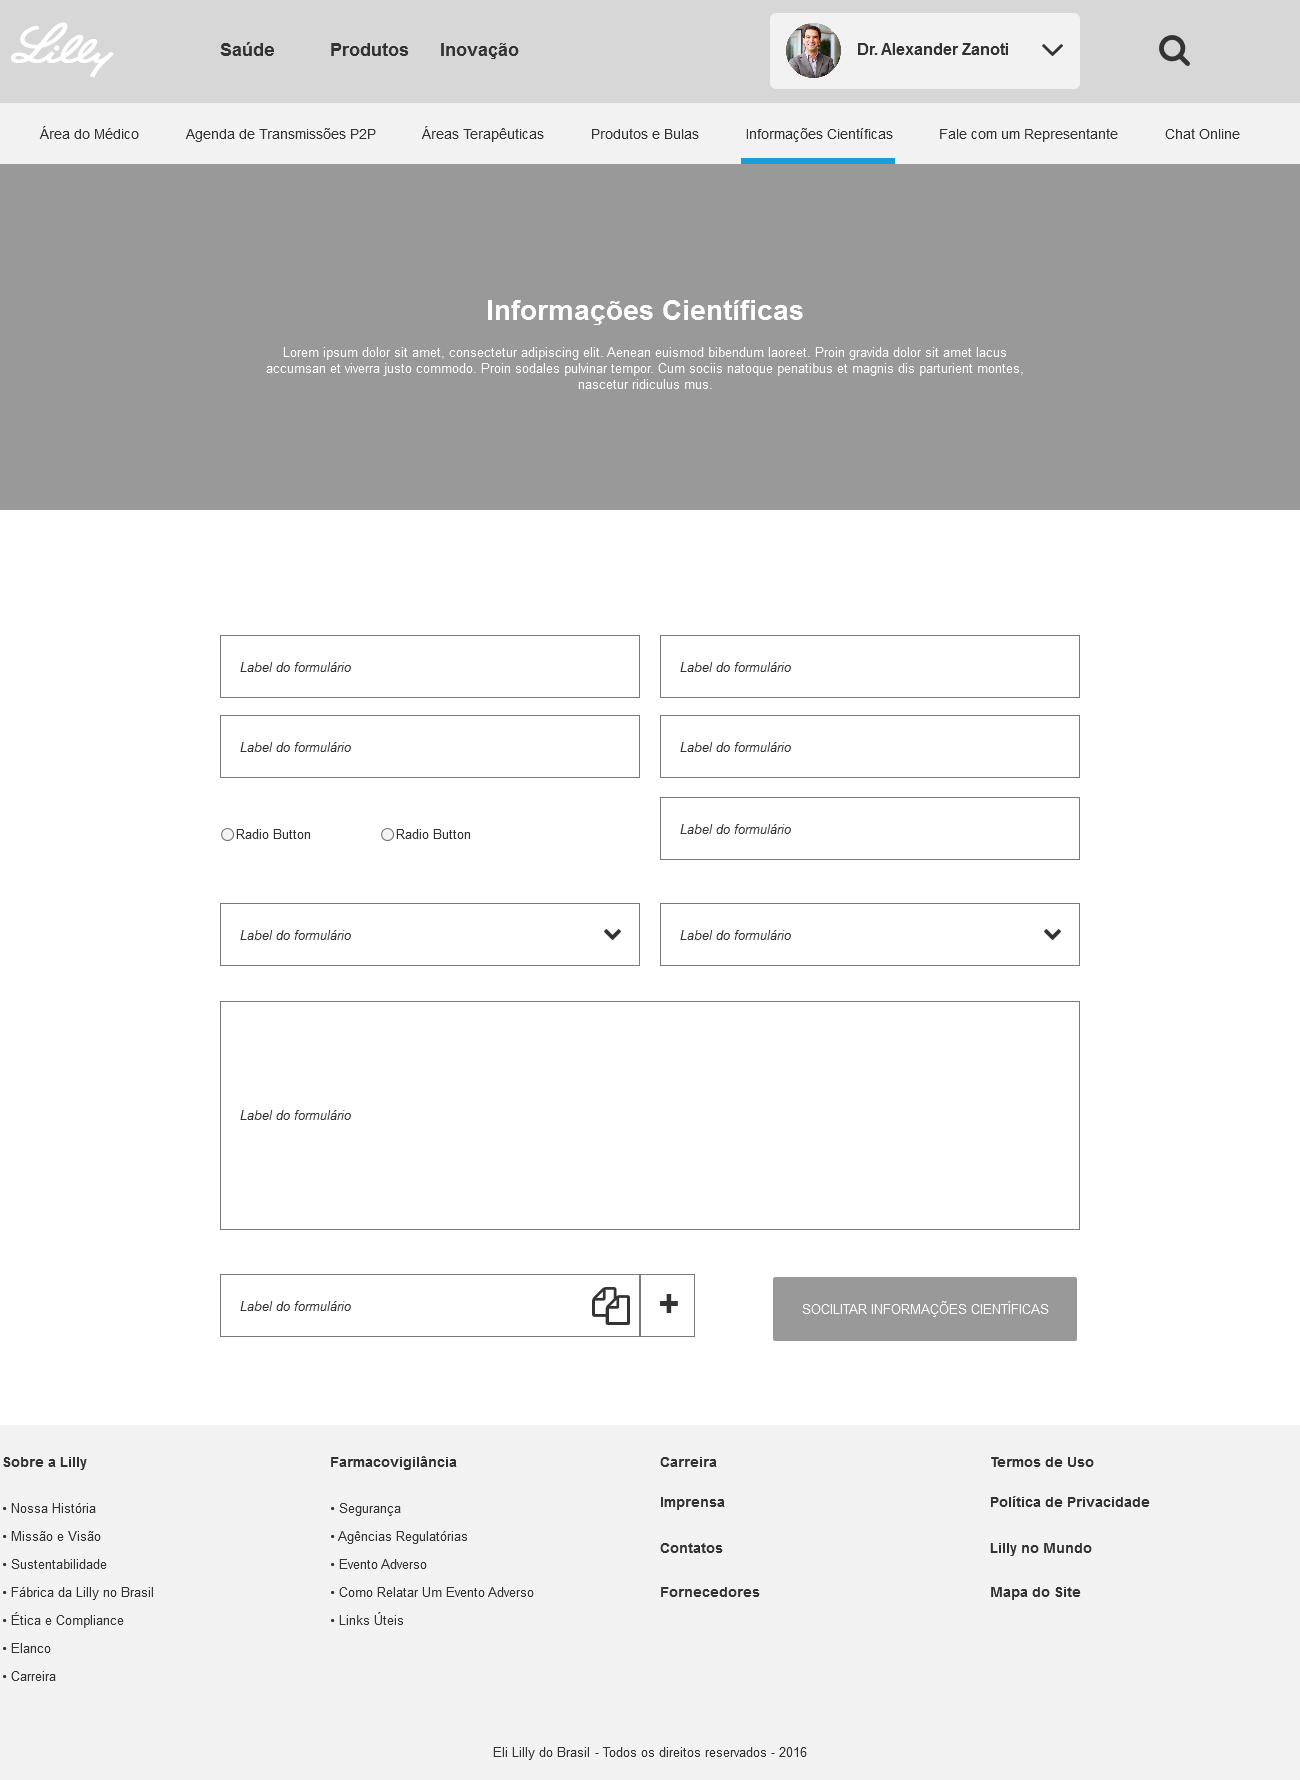 Lilly
Saúde Produtos Inovação Dr. Alexander Zanoti
Área do Médico Agenda de Transmissões P2P Áreas Terapêuticas Produtos e Bulas Informações Científicas Fale com um Representante Chat Online
Informações Científicas
Lorem ipsum dolor sit amet, consectetur adipiscing elit. Aenean euismod bibendum laoreet. Proin gravida dolor sit amet lacus
accumsan et viverra justo commodo. Proin sodales pulvinar tempor. Cum sociis natoque penatibus et magnis dis parturient montes,
nascetur ridiculus mus.
Label do formulário Label do formulário
Label do formulário Label do formulário
Radio Button Radio Button Label do formulário
Label do formulário Label do formulário
Label do formulário
Label do formulário SOCILITAR INFORMAÇÕES CIENTÍFICAS
Sobre a Lilly
• Nossa História
• Missão e Visão
• Sustentabilidade
• Fábrica da Lilly no Brasil
• Ética e Compliance
• Elanco
• Carreira
Farmacovigilância
• Segurança
• Agências Regulatórias
• Evento Adverso
• Como Relatar Um Evento Adverso
• Links Úteis
Carreira
Imprensa
Contatos
Fornecedores
Termos de Uso
Política de Privacidade
Lilly no Mundo
Mapa do Site
Eli Lilly do Brasil - Todos os direitos reservados - 2016